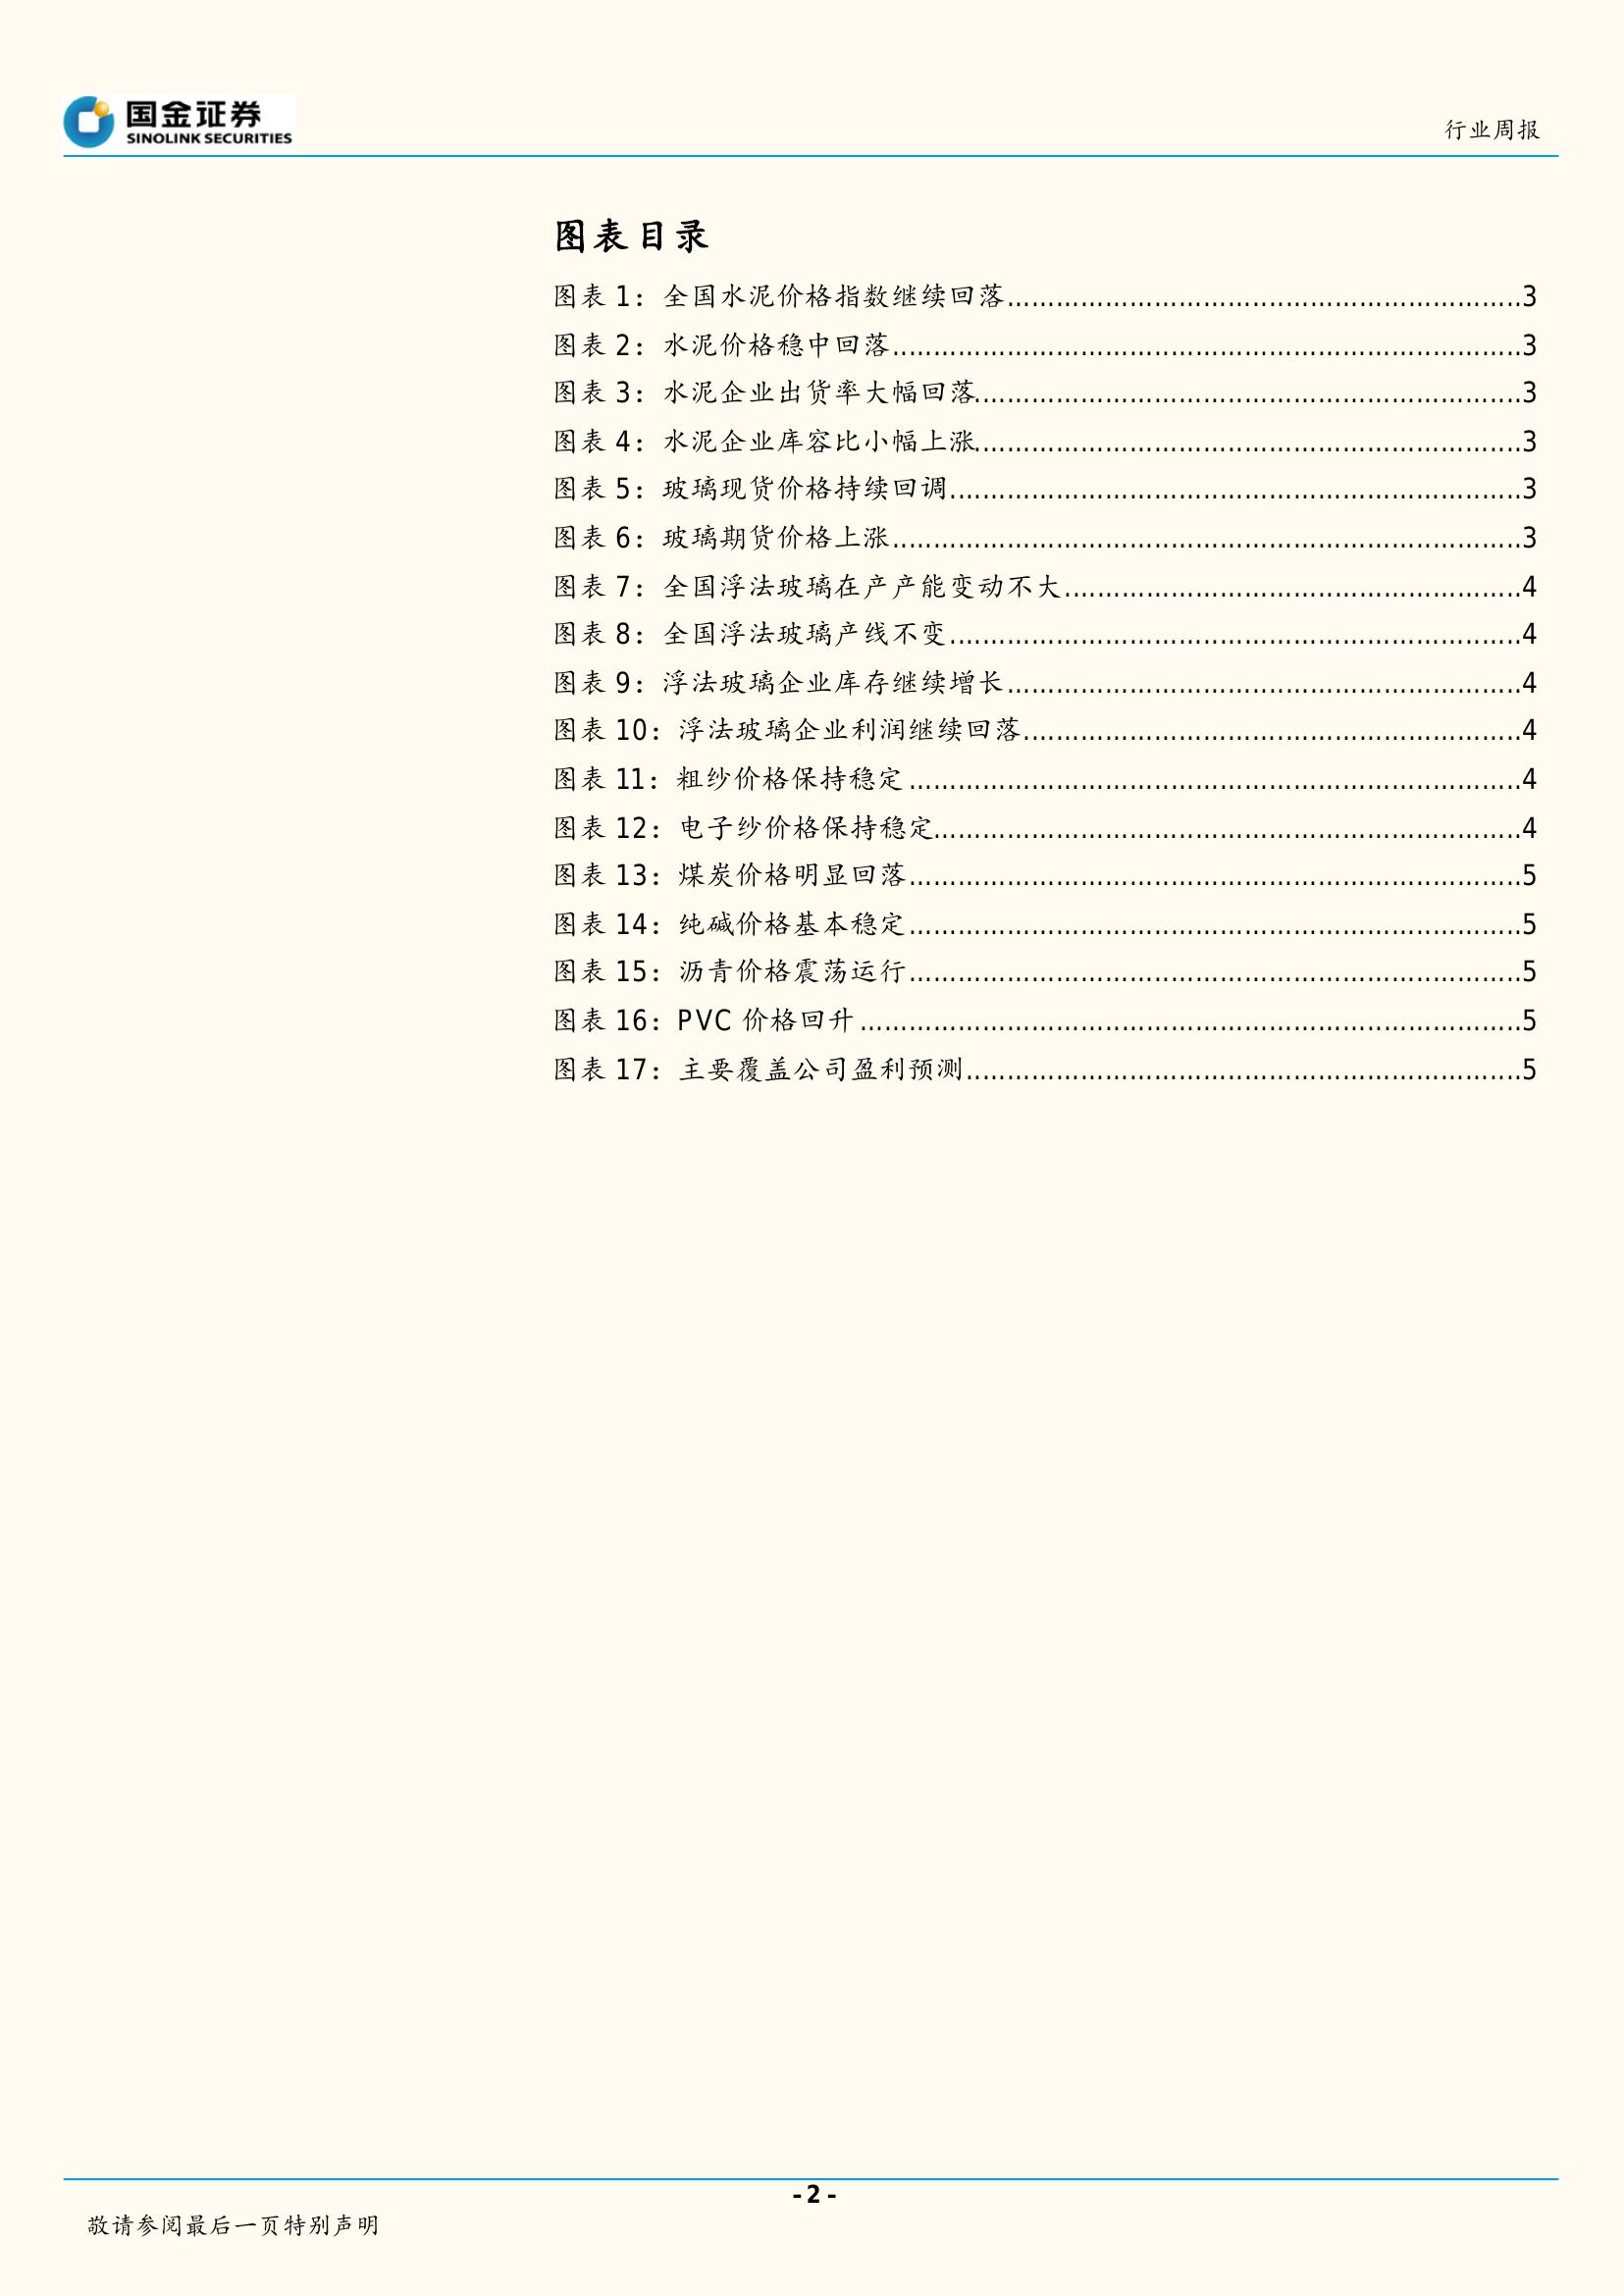 国金证券
SINOLINK SECURITIES
行业周报
图表目录
图表 1：全国水泥价格指数继续回落................................................................3
图表 2：水泥价格稳中回落................................................................3
图表 3：水泥企业出货率大幅回落................................................................3
图表 4：水泥企业库容比小幅上涨................................................................3
图表 5：玻璃现货价格持续回调................................................................3
图表 6：玻璃期货价格上涨................................................................3
图表 7：全国浮法玻璃在产产能变动不大................................................................4
图表 8：全国浮法玻璃产线不变................................................................4
图表 9：浮法玻璃企业库存继续增长................................................................4
图表 10：浮法玻璃企业利润继续回落................................................................4
图表 11：粗纱价格保持稳定................................................................4
图表 12：电子纱价格保持稳定................................................................4
图表 13：煤炭价格明显回落................................................................5
图表 14：纯碱价格基本稳定................................................................5
图表 15：沥青价格震荡运行................................................................5
图表 16：PVC 价格回升................................................................5
图表 17：主要覆盖公司盈利预测................................................................5
- 2 -
敬请参阅最后一页特别声明